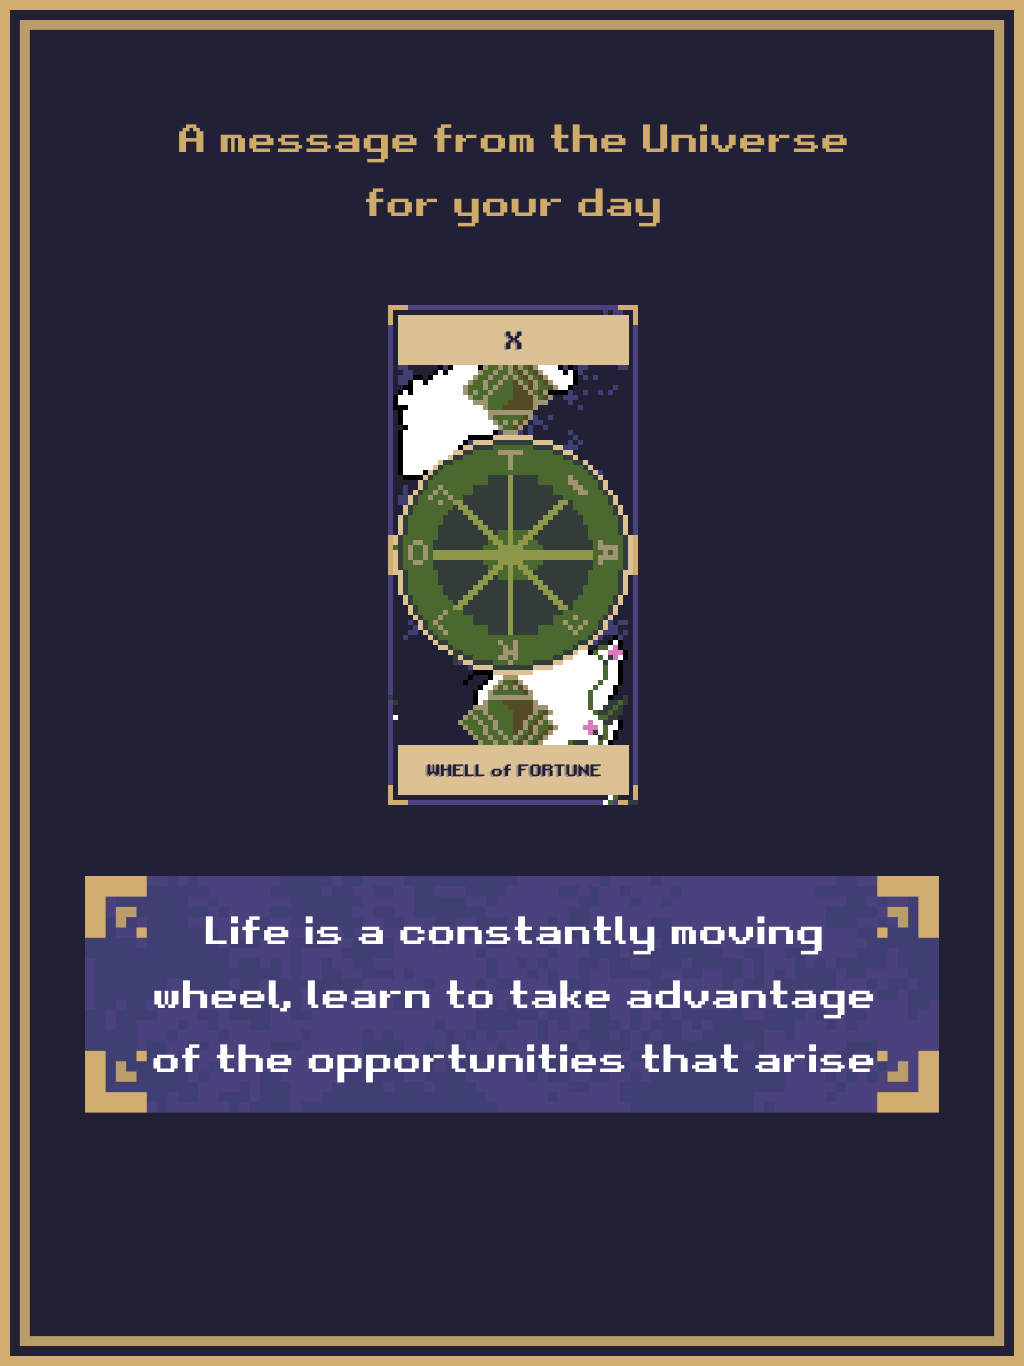 A message from the Universe
for your day
X
WHELL of FORTUNE
Life is a constantly moving
wheel, learn to take advantage
of the opportunities that arise